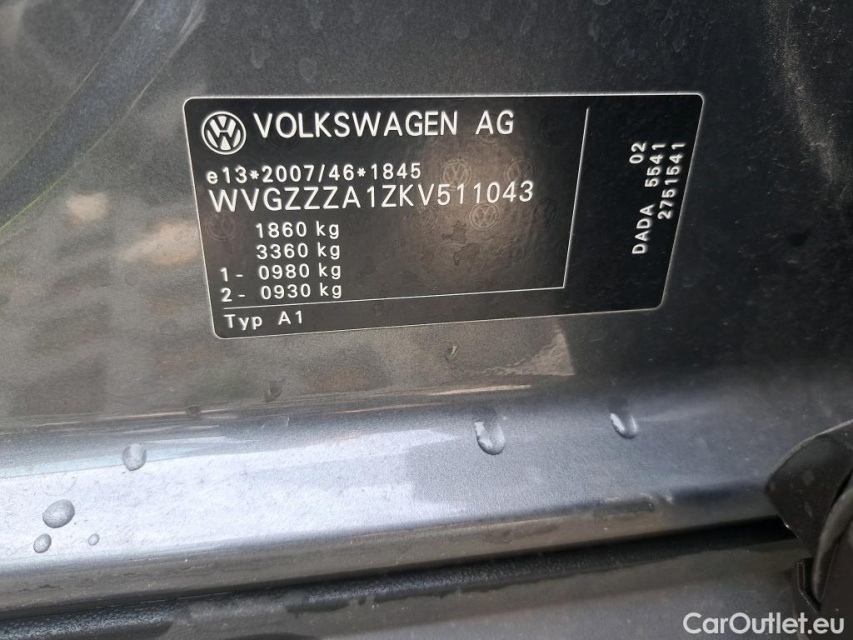 VOLKSWAGEN AG
e13*2007/46*1845
WVGZZZA1ZKV511043
1860 kg
3360 kg
1- 0980 kg
2- 0930 kg
Typ A1
02
DADA 5541
2751541
CarOutlet.eu